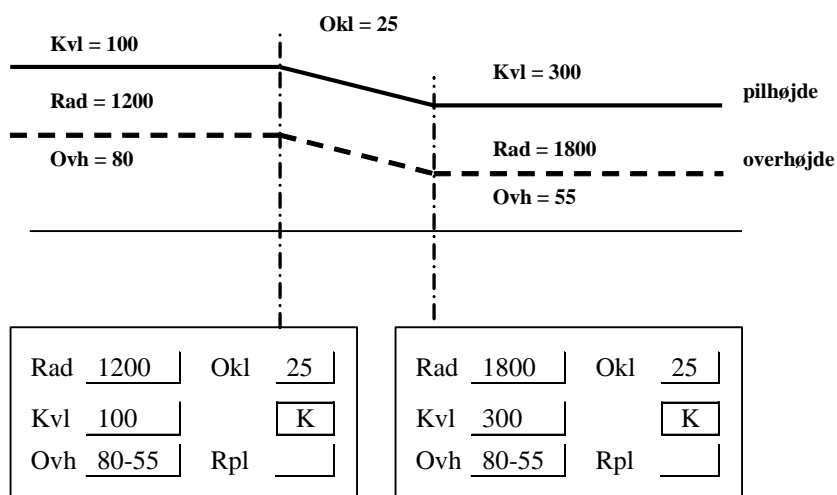 Okl = 25
Kvl = 100
Kvl = 300
pilhøjde
Rad = 1200
Rad = 1800
overhøjde
Ovh = 80
Ovh = 55
Rad 1200 Okl 25
Kvl 100 K
Ovh 80-55 Rpl
Rad 1800 Okl 25
Kvl 300 K
Ovh 80-55 Rpl